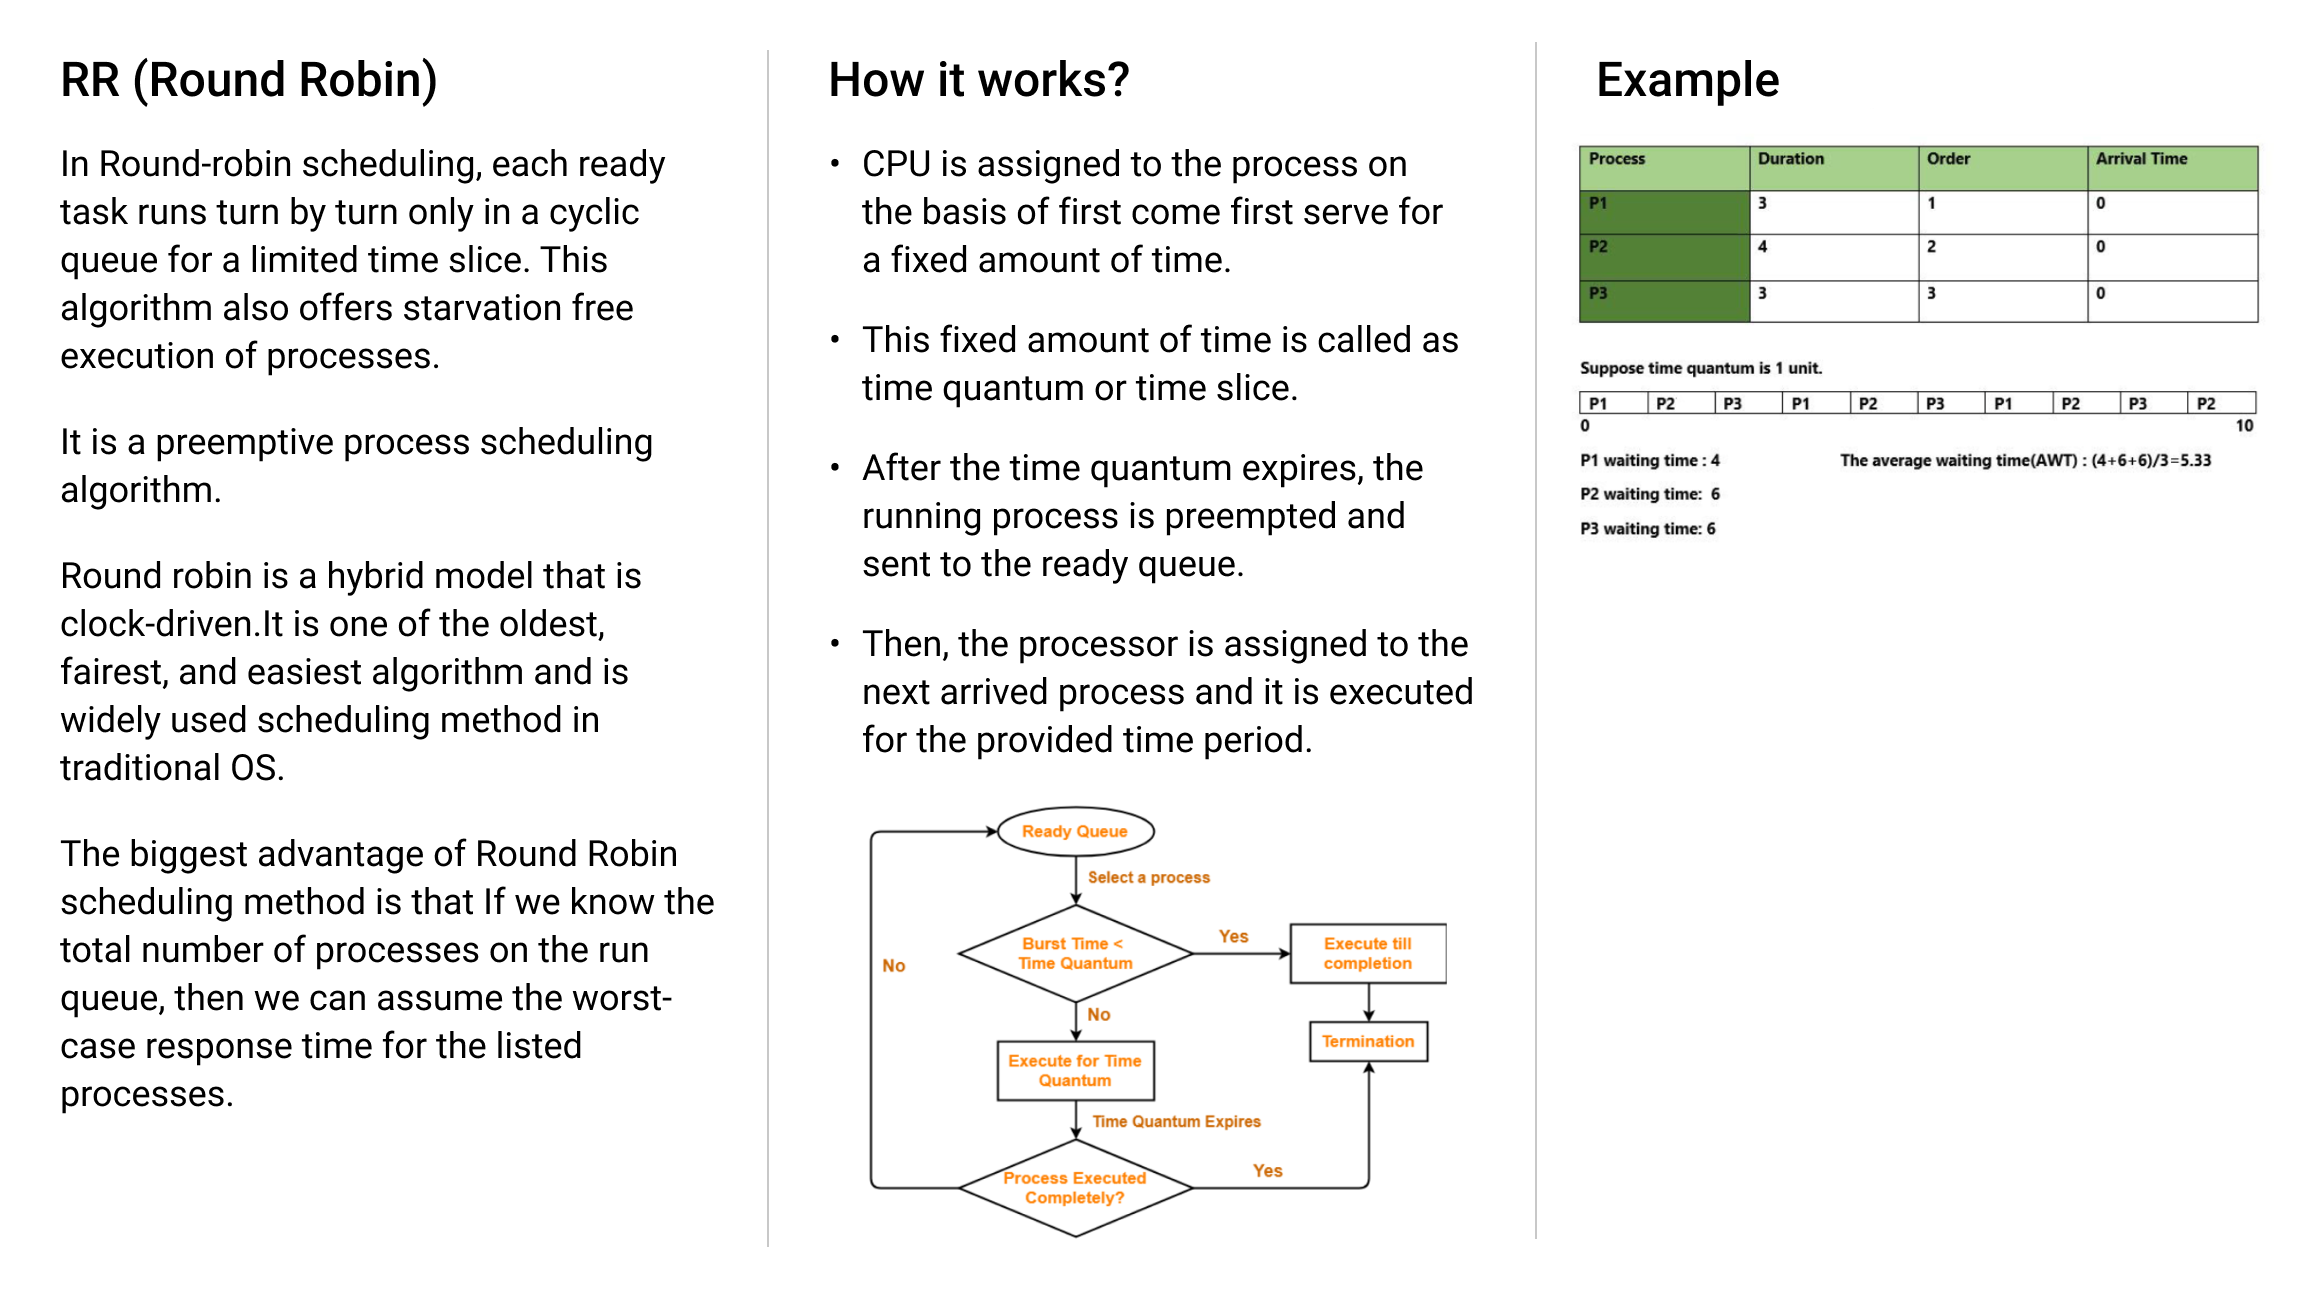 RR (Round Robin)
In Round-robin scheduling, each ready
task runs turn by turn only in a cyclic
queue for a limited time slice. This
algorithm also offers starvation free
execution of processes.
It is a preemptive process scheduling
algorithm.
Round robin is a hybrid model that is
clock-driven.It is one of the oldest,
fairest, and easiest algorithm and is
widely used scheduling method in
traditional OS.
The biggest advantage of Round Robin
scheduling method is that If we know the
total number of processes on the run
queue, then we can assume the worst-
case response time for the listed
processes.
How it works?
• CPU is assigned to the process on
the basis of first come first serve for
a fixed amount of time.
• This fixed amount of time is called as
time quantum or time slice.
• After the time quantum expires, the
running process is preempted and
sent to the ready queue.
• Then, the processor is assigned to the
next arrived process and it is executed
for the provided time period.
Ready Queue
Select a process
Burst Time <
Time Quantum
Yes
Execute till
completion
No
No
Termination
Execute for Time
Quantum
Time Quantum Expires
Process Executed
Completely?
Yes
Example
Process Duration Order Arrival Time
P1 3 1 0
P2 4 2 0
P3 3 3 0
Suppose time quantum is 1 unit.
P1 P2 P3 P1 P2 P3 P1 P2 P3 P2
0 10
P1 waiting time : 4 The average waiting time(AWT) : (4+6+6)/3=5.33
P2 waiting time: 6
P3 waiting time: 6